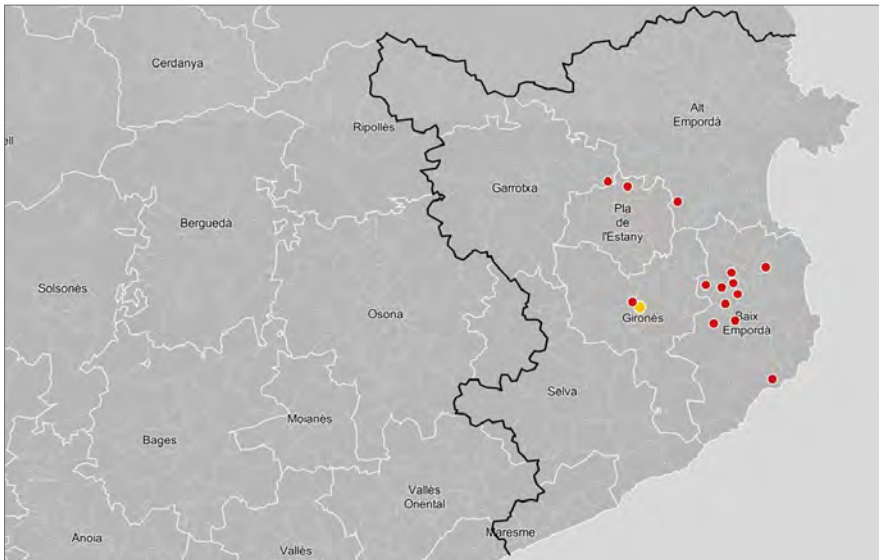 Cerdanya
Alt
Empordà
Ripollès
ell
Garrotxa
Pla
de
l'Estany
Berguedà
Solsonès
Osona
Gironès
Baix
Empordà
Selva
Moianès
Bages
Vallès
Oriental
Maresme
Anoia
Vallès